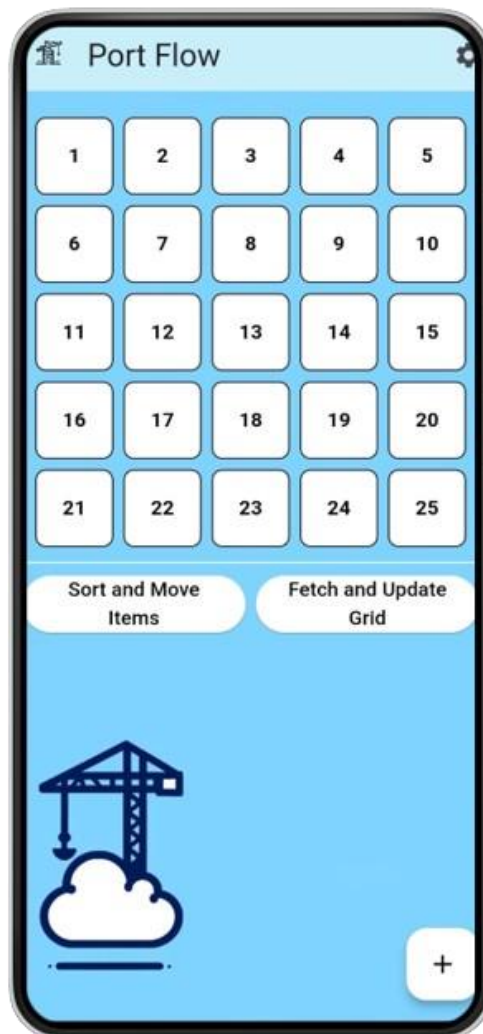 Port Flow
1 2 3 4 5
6 7 8 9 10
11 12 13 14 15
16 17 18 19 20
21 22 23 24 25
Sort and Move
Items
Fetch and Update
Grid
+